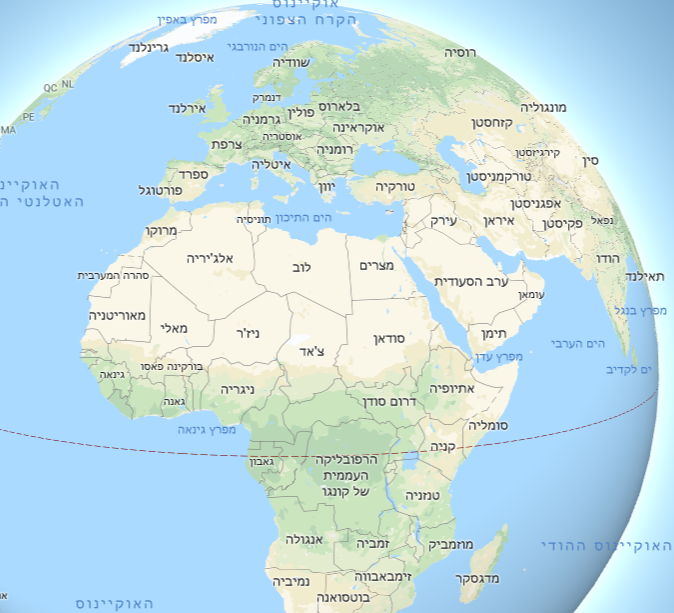 אוקיינוס
הקרח הצפוני
מפרץ באפין
גרינלנד
איסלנד
הים הנורבגי
שוודיה
רוסיה
QC NL
PE
MA
אירלנד
דנמרק
פולין
בלארוס
גרמניה
אוקראינה
אוסטריה
צרפת
רומניה
איטליה
ספרד
פורטוגל
יוון
טורקיה
קזחסטן
מונגוליה
קירגיזסטן
סין
טורקמניסטן
אפגניסטן
איראן
פקיסטן
נפאל
עירק
האוקיינ
האטלנטי ה
הים התיכון
תוניסיה
מרוקו
אלג'יריה
לוב
מצרים
סהרה המערבית
ערב הסעודית
הודו
תאילנד
עומאן
מפרץ בנגל
מאוריטניה
מאלי
ניז'ר
צ'אד
סודאן
תימן
מפרץ עדן
הים הערבי
ים לקדיב
גינאה
בורקינה פאסו
גאנה
ניגריה
דרום סודן
אתיופיה
סומליה
מפרץ גינאה
גאבון
הרפובליקה
העממית
של קונגו
קניה
טנזניה
אנגולה
זמביה
מוזמביק
האוקיינוס ההודי
נמיביה
זימבאבווה
בוטסואנה
מדגסקר
האוקיינוס